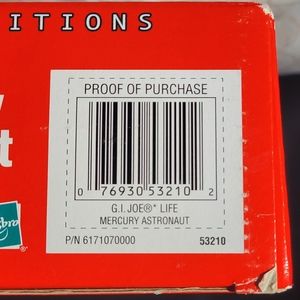 ITIONS
PROOF OF PURCHASE
0 76930 53210 2
G.I. JOE®* LIFE
MERCURY ASTRONAUT
P/N 6171070000 53210